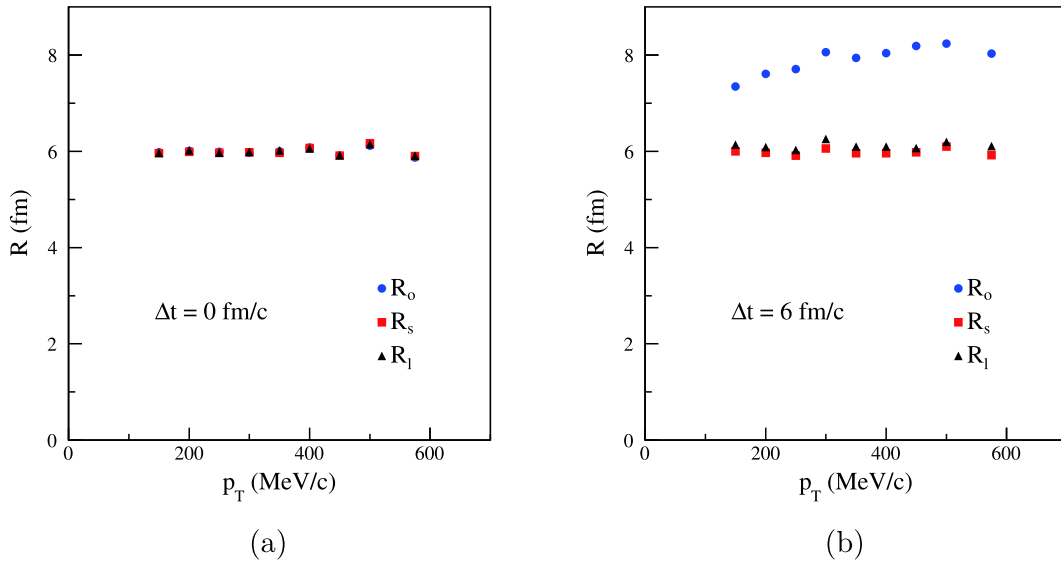 8
6
4
2
0
R (fm)
Δt = 0 fm/c
R_o
R_s
R_l
0
200
400
600
p_T (MeV/c)
(a)
8
6
4
2
0
R (fm)
Δt = 6 fm/c
R_o
R_s
R_l
0
200
400
600
p_T (MeV/c)
(b)